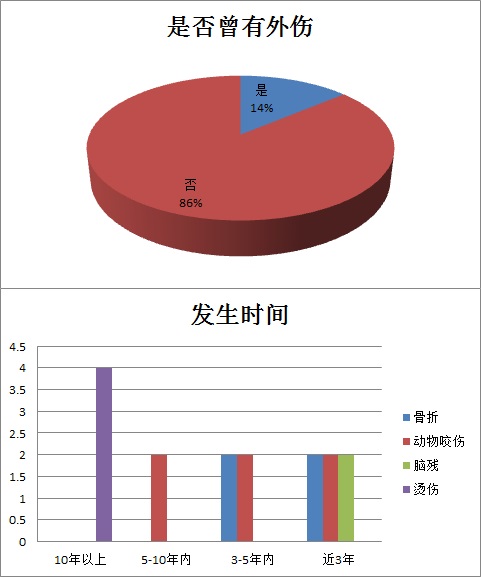 是否曾有外伤
是
14%
否
86%
发生时间
4.5
4
3.5
3
2.5
2
1.5
1
0.5
0
10年以上 5-10年内 3-5年内 近3年
骨折
动物咬伤
脑残
烫伤